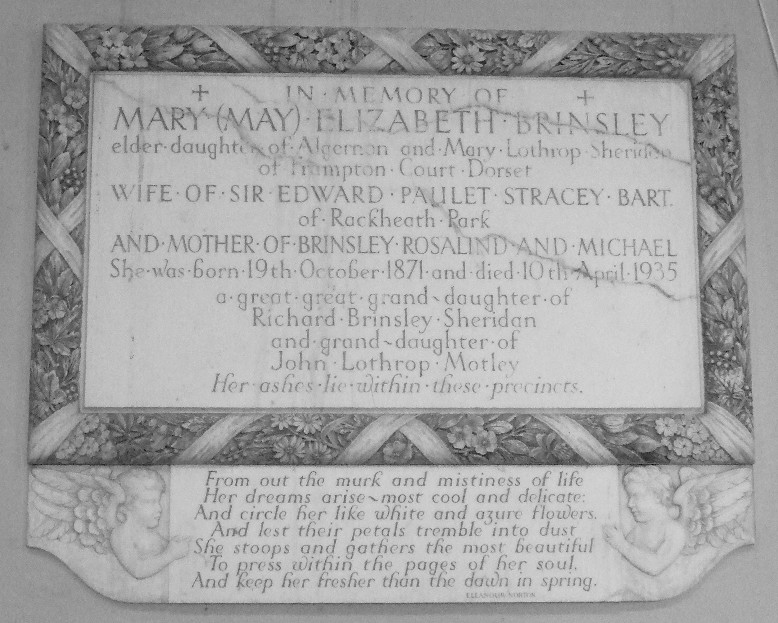 + IN · MEMORY OF +
MARY · (MAY) · ELIZABETH · BRINSLEY
elder · daughter · of · Algernon and · Mary · Lothrop · Sheridan
of Frampton · Court · Dorset
WIFE · OF · SIR · EDWARD · PAULET · STRACEY · BART.
of · Rackheath · Park
AND · MOTHER · OF · BRINSLEY · ROSALIND · AND · MICHAEL
She · was · born · 19th · October · 1871 · and · died · 10th · April · 1935
a · great · great · grand~daughter · of
Richard · Brinsley · Sheridan
and · grand~daughter · of
John · Lothrop · Motley
Her · ashes · lie · within · these · precincts.
From out the murk and mistiness of life
Her dreams arise~most cool and delicate:
And circle her like white and azure flowers.
And lest their petals tremble into dust
She stoops and gathers the most beautiful
To press within the pages of her soul.
And keep her fresher than the dawn in spring.
ELEANOUR · NORTON